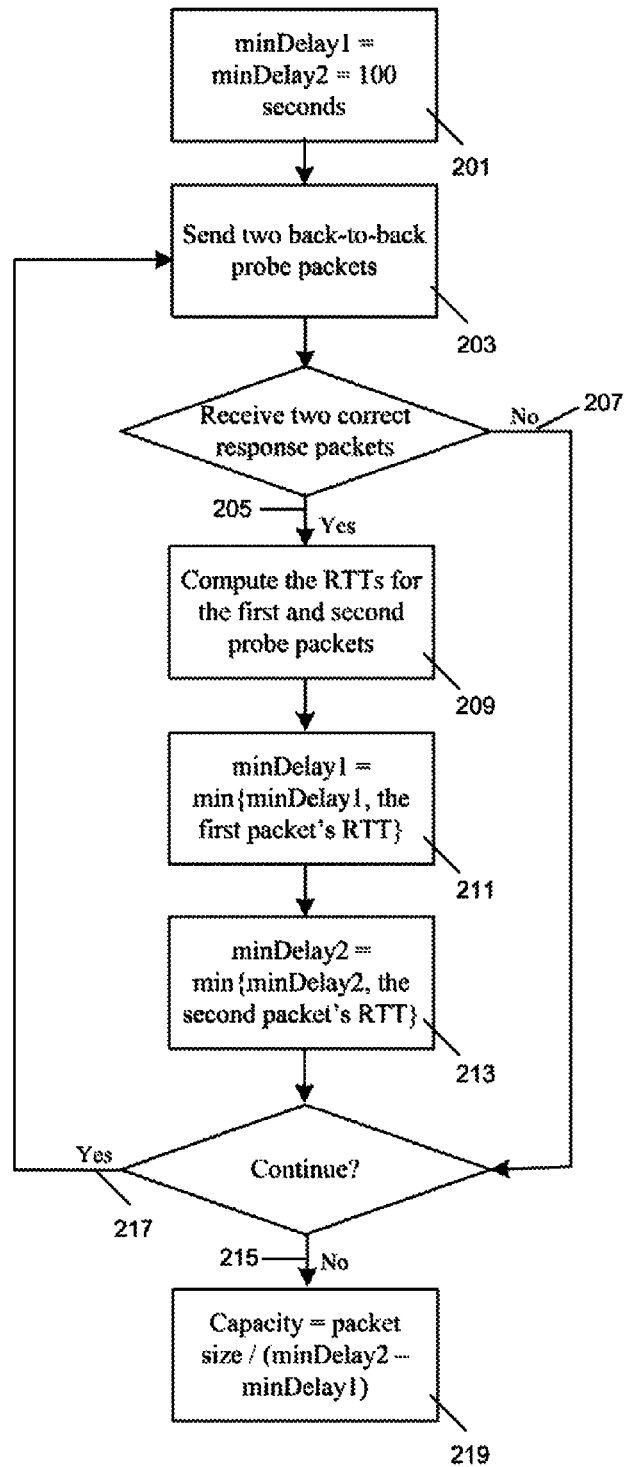 minDelay1 =
minDelay2 = 100
seconds
201
Send two back-to-back
probe packets
203
Receive two correct
response packets
No
207
205
Yes
Compute the RTTs for
the first and second
probe packets
209
minDelay1 =
min{minDelay1, the
first packet's RTT}
211
minDelay2 =
min{minDelay2, the
second packet's RTT}
213
Yes
Continue?
217
215
No
Capacity = packet
size / (minDelay2 –
minDelay1)
219